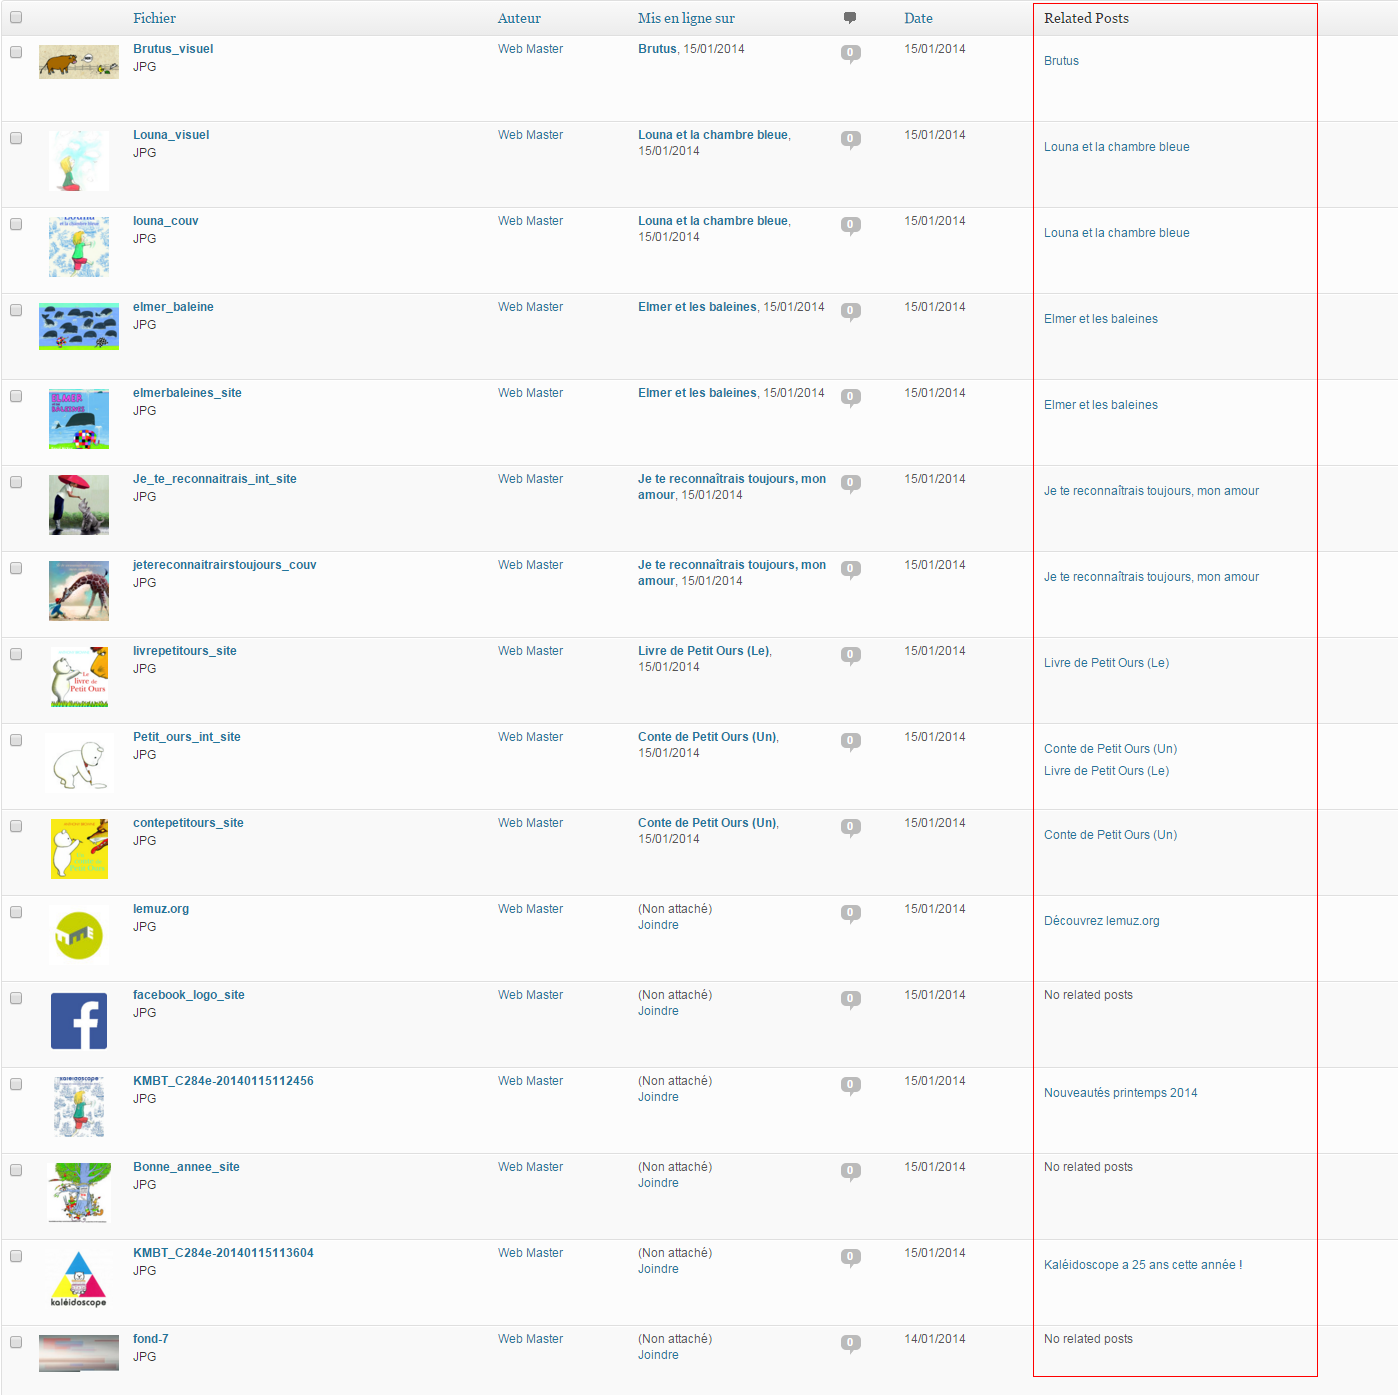 Fichier Auteur Mis en ligne sur Date Related Posts
Brutus_visuel Web Master Brutus, 15/01/2014 0 15/01/2014
JPG Brutus
Louna_visuel Web Master Louna et la chambre bleue, 0 15/01/2014
JPG 15/01/2014 Louna et la chambre bleue
louna_couv Web Master Louna et la chambre bleue, 0 15/01/2014
JPG 15/01/2014 Louna et la chambre bleue
elmer_baleine Web Master Elmer et les baleines, 15/01/2014 0 15/01/2014
JPG Elmer et les baleines
ELMER
BALEINES
elmerbaleines_site Web Master Elmer et les baleines, 15/01/2014 0 15/01/2014
JPG Elmer et les baleines
Je_te_reconnaitrais_int_site Web Master Je te reconnaîtrais toujours, mon 0 15/01/2014
JPG amour, 15/01/2014 Je te reconnaîtrais toujours, mon amour
jetereconnaitrairstoujours_couv Web Master Je te reconnaîtrais toujours, mon 0 15/01/2014
JPG amour, 15/01/2014 Je te reconnaîtrais toujours, mon amour
livrepetitours_site Web Master Livre de Petit Ours (Le), 0 15/01/2014
JPG 15/01/2014 Livre de Petit Ours (Le)
Le
livre de
Petit Ours
Petit_ours_int_site Web Master Conte de Petit Ours (Un), 0 15/01/2014
JPG 15/01/2014 Conte de Petit Ours (Un)
Livre de Petit Ours (Le)
contepetitours_site Web Master Conte de Petit Ours (Un), 0 15/01/2014
JPG 15/01/2014 Conte de Petit Ours (Un)
lemuz.org Web Master (Non attaché) 0 15/01/2014
JPG Joindre Découvrez lemuz.org
facebook_logo_site Web Master (Non attaché) 0 15/01/2014 No related posts
JPG Joindre
f
KMBT_C284e-20140115112456 Web Master (Non attaché) 0 15/01/2014
JPG Joindre Nouveautés printemps 2014
Bonne_annee_site Web Master (Non attaché) 0 15/01/2014 No related posts
JPG Joindre
KMBT_C284e-20140115113604 Web Master (Non attaché) 0 15/01/2014
JPG Joindre Kaléidoscope a 25 ans cette année !
kaléidoscope
fond-7 Web Master (Non attaché) 0 14/01/2014 No related posts
JPG Joindre